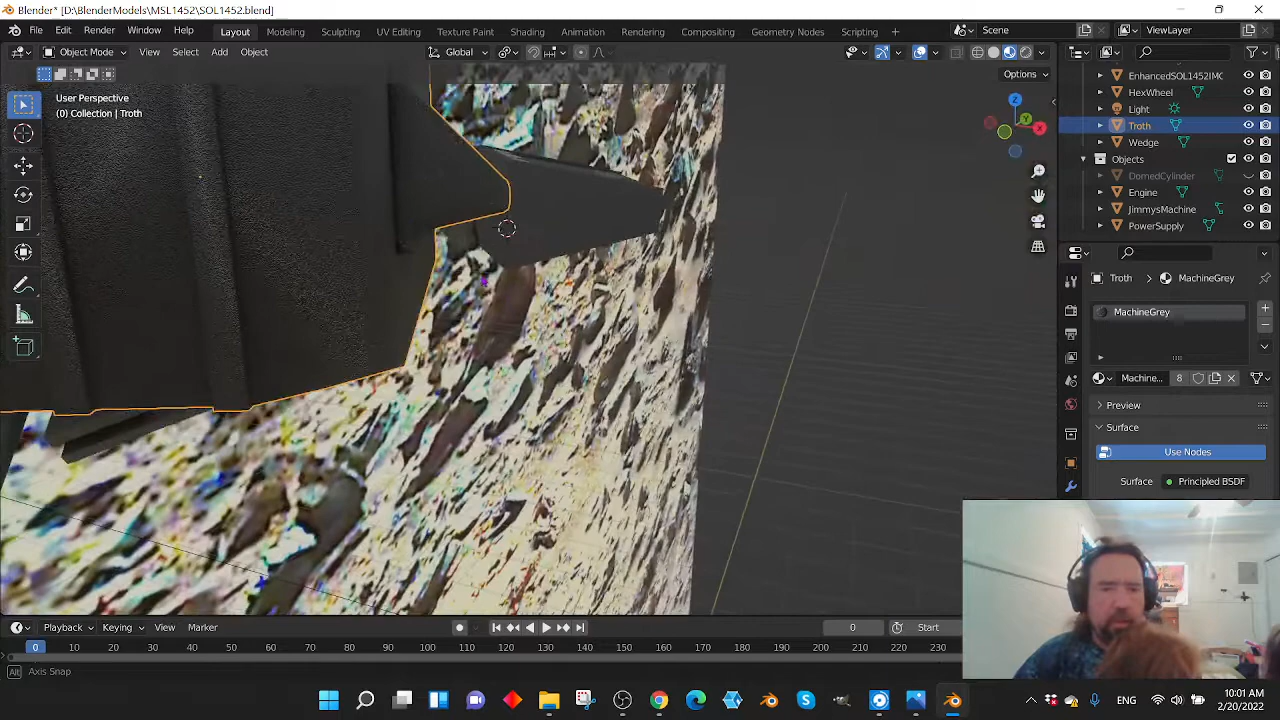 Blender* [D:\BlenderModels\MSL1452\SOL1452.blend]
File Edit Render Window Help Layout Modeling Sculpting UV Editing Texture Paint Shading Animation Rendering Compositing Geometry Nodes Scripting Scene ViewLayer
Object Mode View Select Add Object Global
Options
User Perspective
(0) Collection | Troth
X
Y
Z
EnhancedSOL1452IMG
HexWheel
Light
Troth
Wedge
Objects
DomedCylinder
Engine
JimmysMachine
PowerSupply
Troth MachineGrey
MachineGrey
Machine... 8
Preview
Surface
Use Nodes
Surface Principled BSDF
Playback Keying View Marker 0 Start
0 10 20 30 40 50 60 70 80 90 100 110 120 130 140 150 160 170 180 190 200 210 220 230
Alt Axis Snap
ENG
10:01 AM
2/20/2022